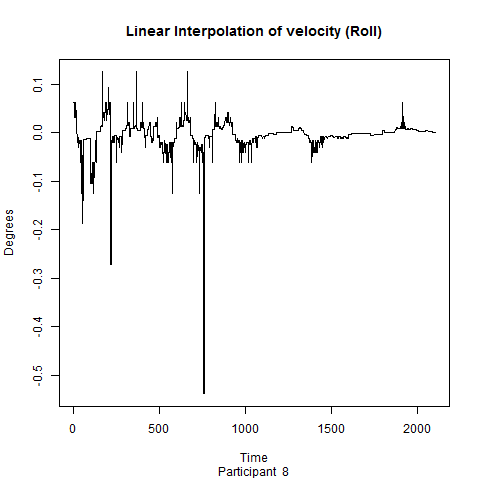 Linear Interpolation of velocity (Roll)
0.1
0.0
-0.1
-0.2
-0.3
-0.4
-0.5
Degrees
0 500 1000 1500 2000
Time
Participant 8